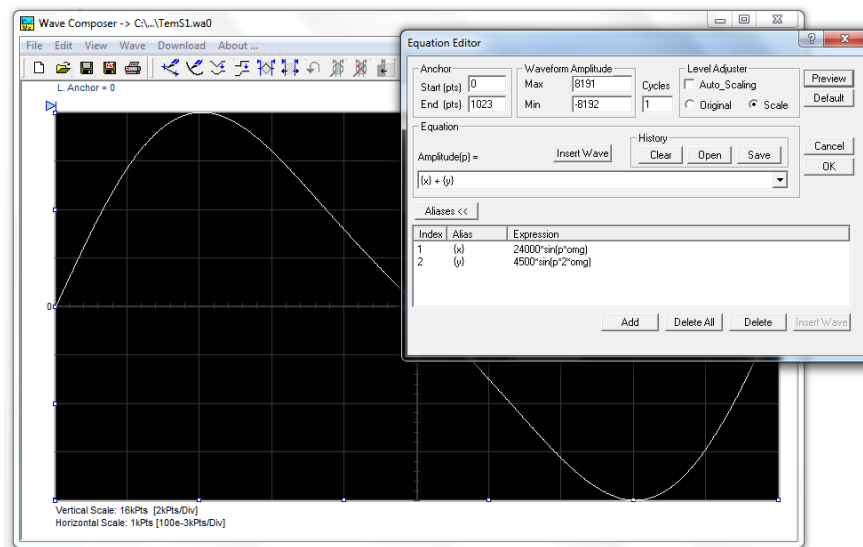 Wave Composer -> C:\...\TemS1.wa0
File Edit View Wave Download About ...
L. Anchor = 0
0
Vertical Scale: 16kPts [2kPts/Div]
Horizontal Scale: 1kPts [100e-3kPts/Div]
Equation Editor
Anchor
Start (pts) 0
End (pts) 1023
Waveform Amplitude
Max 8191
Min -8192
Cycles
1
Level Adjuster
Auto_Scaling
Original Scale
Preview
Default
Cancel
OK
Equation
Amplitude(p) =
Insert Wave
History
Clear Open Save
{x} + {y}
Aliases <<
Index Alias Expression
1 {x} 24000*sin(p*omg)
2 {y} 4500*sin(p*2*omg)
Add Delete All Delete Insert Wave